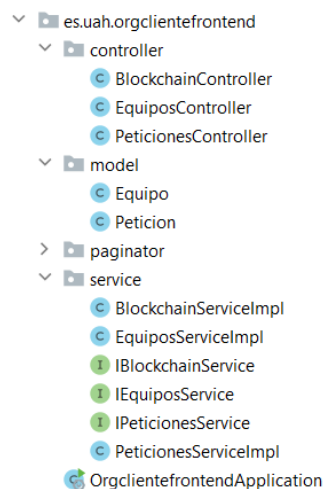 es.uah.orgclientefrontend
controller
C BlockchainController
C EquiposController
C PeticionesController
model
C Equipo
C Peticion
paginator
service
C BlockchainServiceImpl
C EquiposServiceImpl
I IBlockchainService
I IEquiposService
I IPeticionesService
C PeticionesServiceImpl
C OrgclientefrontendApplication